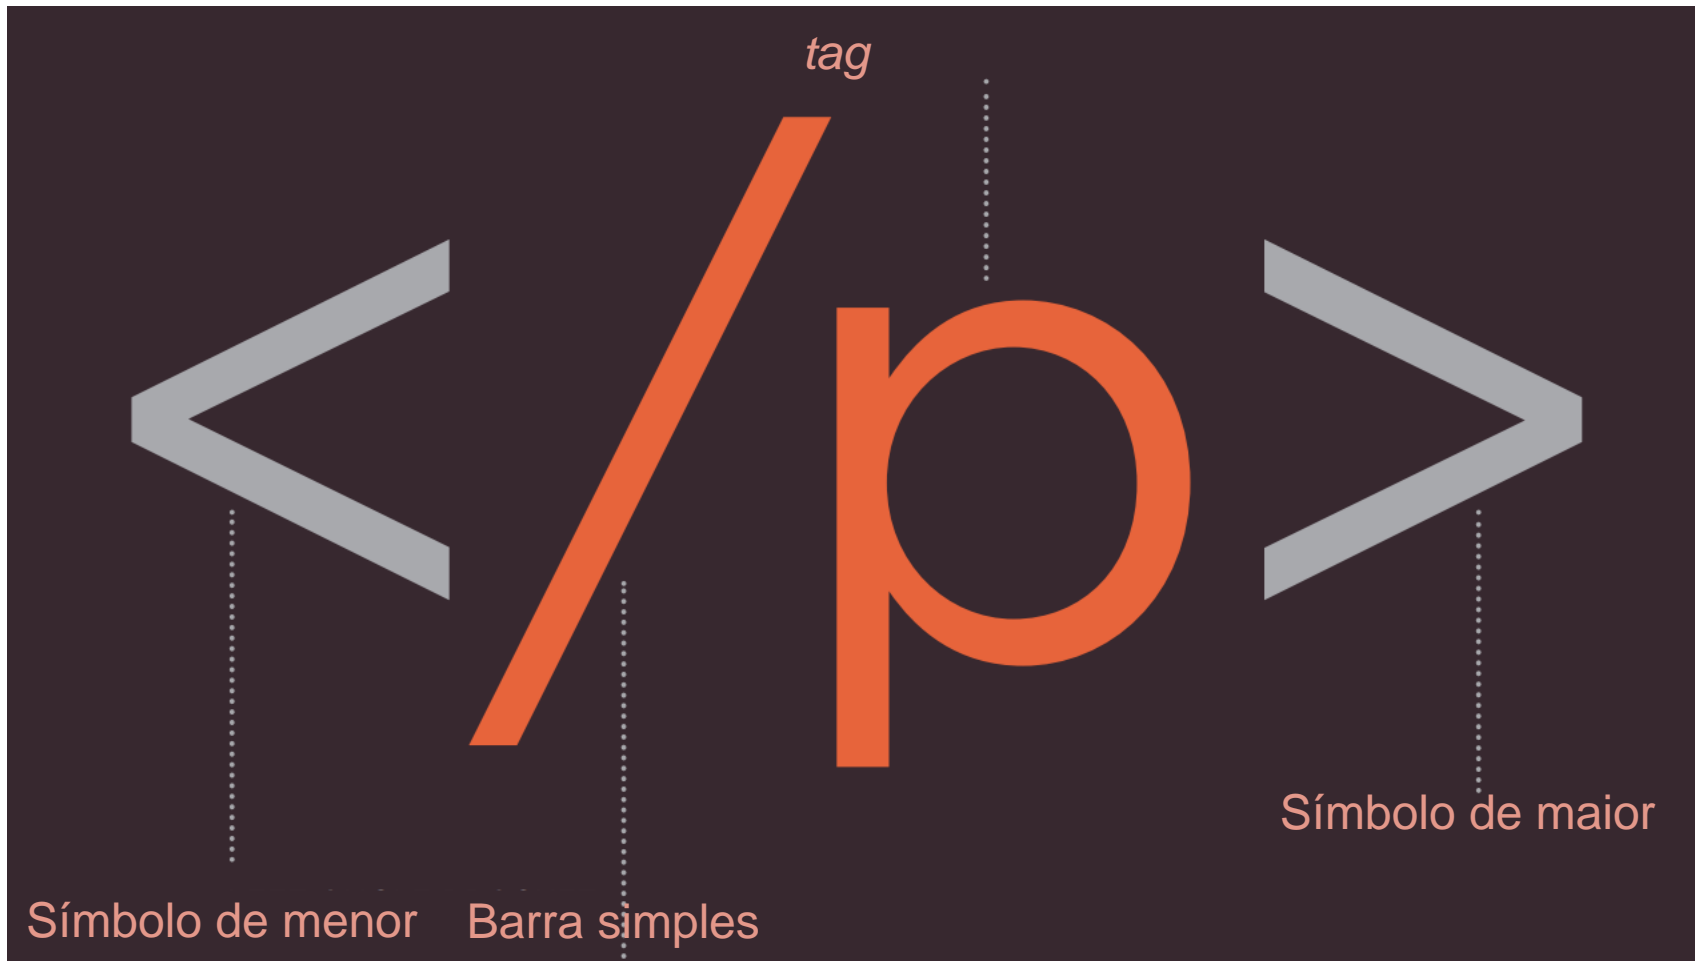 tag
</p>
Símbolo de maior
Símbolo de menor
Barra simples